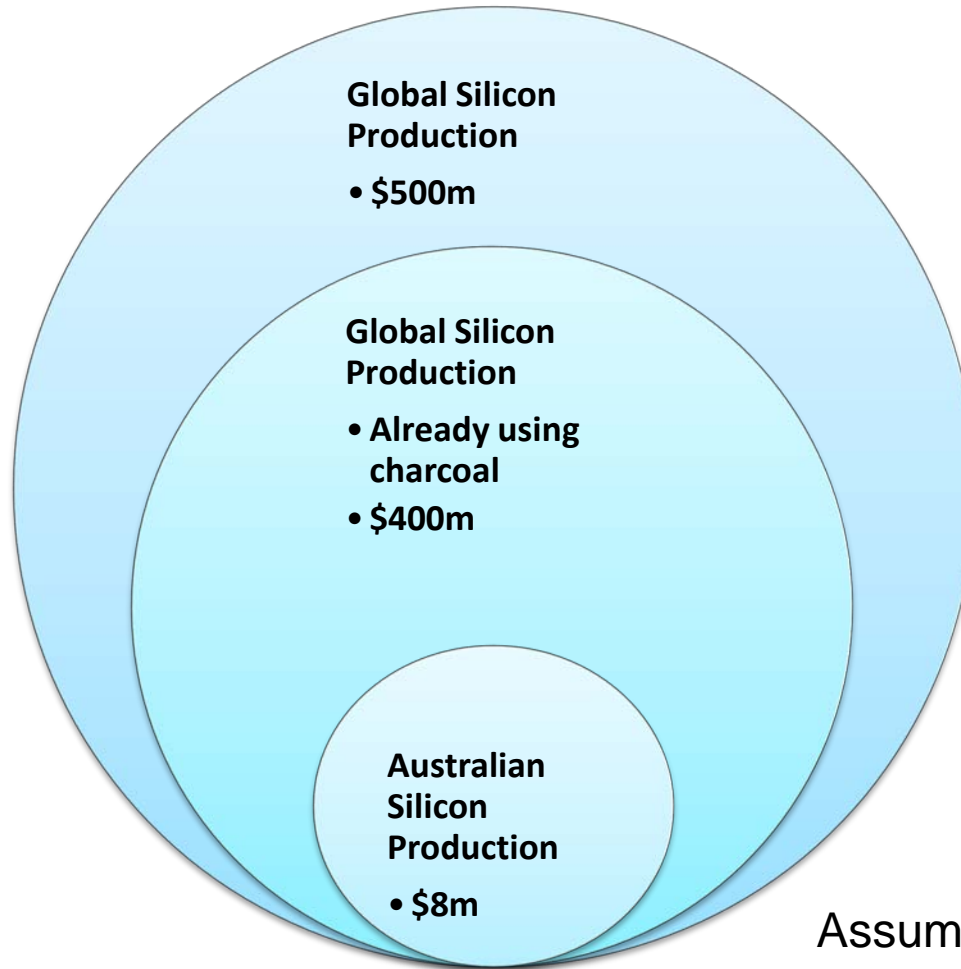 Global Silicon
Production
• $500m
Global Silicon
Production
• Already using
charcoal
• $400m
Australian
Silicon
Production
• $8m
Assum